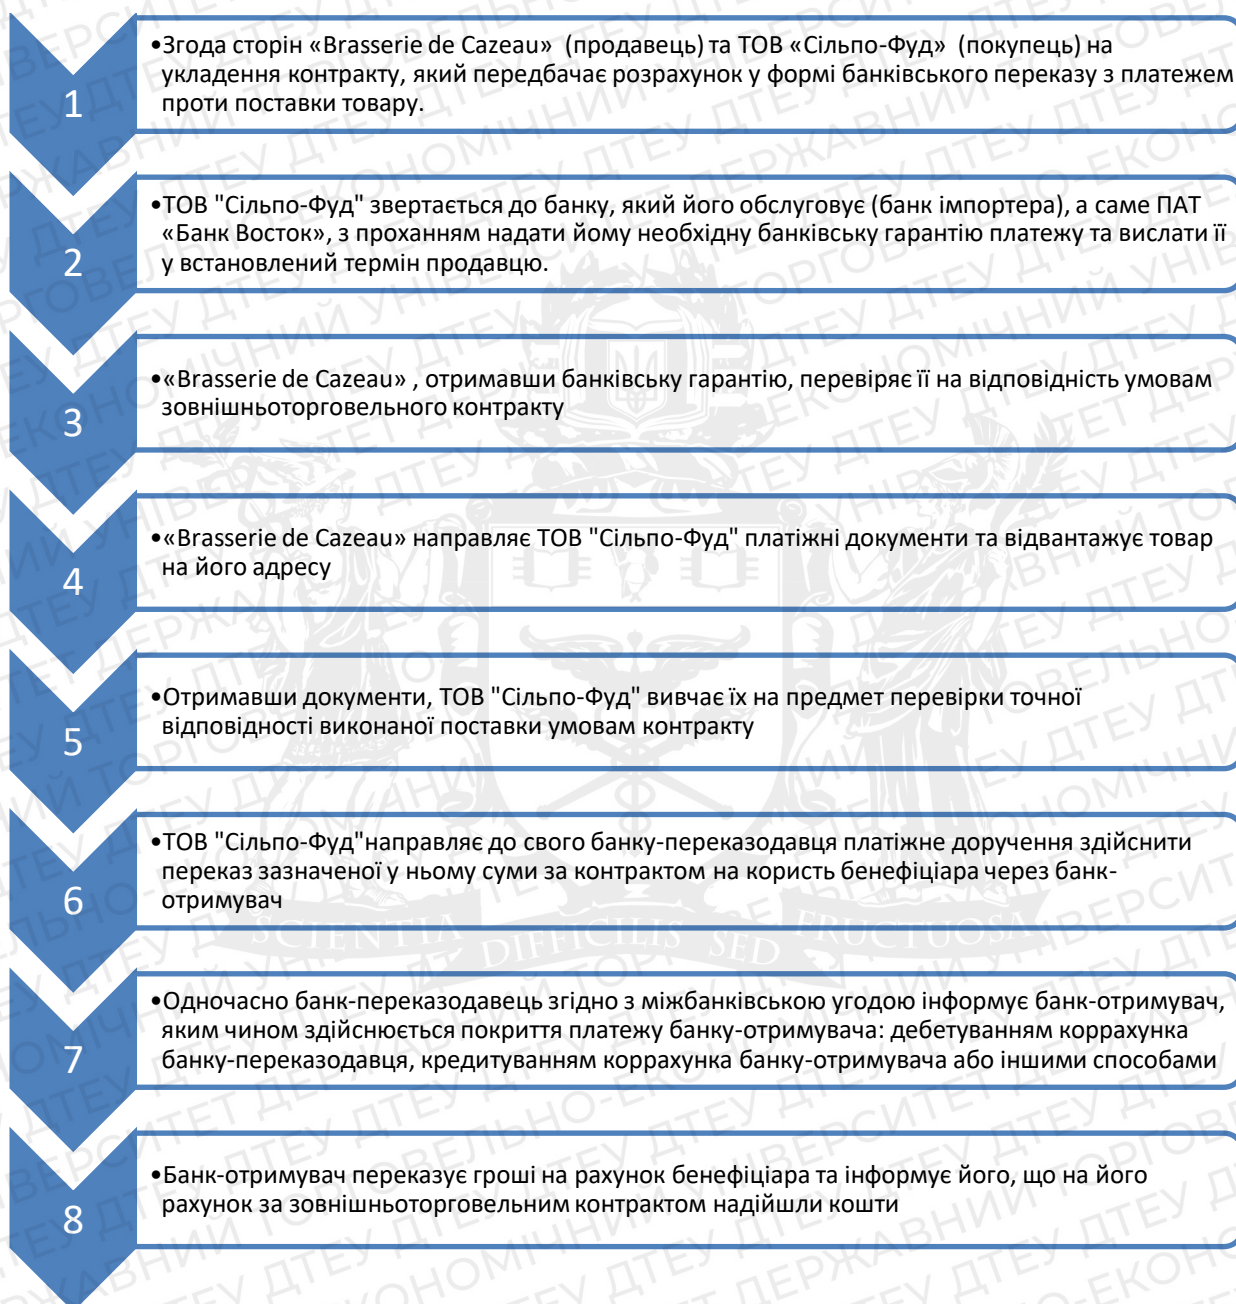 1
•Згода сторін «Brasserie de Cazeau» (продавець) та ТОВ «Сільпо-Фуд» (покупець) на
укладення контракту, який передбачає розрахунок у формі банківського переказу з платежем
проти поставки товару.
2
•ТОВ "Сільпо-Фуд" звертається до банку, який його обслуговує (банк імпортера), а саме ПАТ
«Банк Восток», з проханням надати йому необхідну банківську гарантію платежу та вислати її
у встановлений термін продавцю.
3
•«Brasserie de Cazeau» , отримавши банківську гарантію, перевіряє її на відповідність умовам
зовнішньоторговельного контракту
4
•«Brasserie de Cazeau» направляє ТОВ "Сільпо-Фуд" платіжні документи та відвантажує товар
на його адресу
5
•Отримавши документи, ТОВ "Сільпо-Фуд" вивчає їх на предмет перевірки точної
відповідності виконаної поставки умовам контракту
6
•ТОВ "Сільпо-Фуд"направляє до свого банку-переказодавця платіжне доручення здійснити
переказ зазначеної у ньому суми за контрактом на користь бенефіціара через банк-
отримувач
SCIENTIA DIFFICILIS SED FRUCTUOSA
7
•Одночасно банк-переказодавець згідно з міжбанківською угодою інформує банк-отримувач,
яким чином здійснюється покриття платежу банку-отримувача: дебетуванням коррахунка
банку-переказодавця, кредитуванням коррахунка банку-отримувача або іншими способами
8
•Банк-отримувач переказує гроші на рахунок бенефіціара та інформує його, що на його
рахунок за зовнішньоторговельним контрактом надійшли кошти